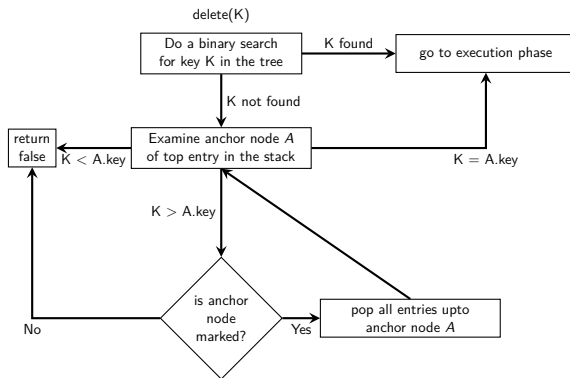 delete(K)
Do a binary search
for key K in the tree
K found
go to execution phase
K not found
return
false
Examine anchor node A
of top entry in the stack
K < A.key
K = A.key
K > A.key
is anchor
node
marked?
No
Yes
pop all entries upto
anchor node A